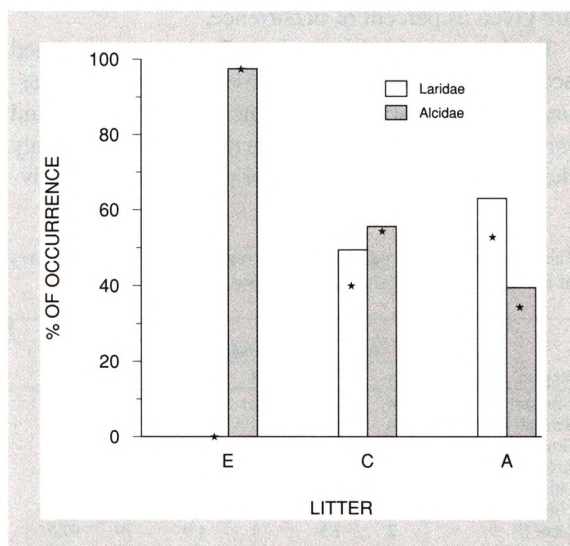 100
80
60
40
20
0
% OF OCCURRENCE
Laridae
Alcidae
E C A
LITTER